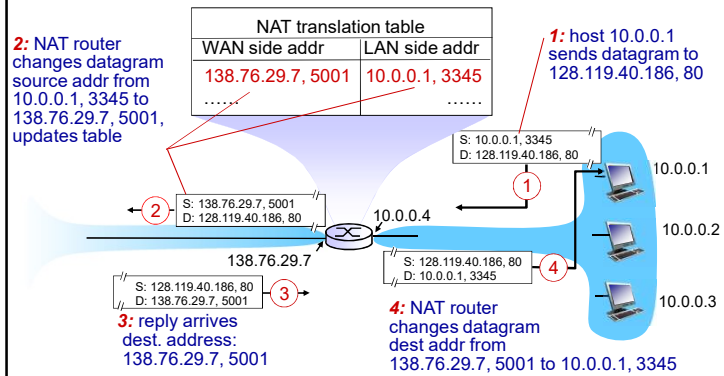 NAT translation table
WAN side addr LAN side addr
138.76.29.7, 5001 10.0.0.1, 3345
…… ……
2: NAT router
changes datagram
source addr from
10.0.0.1, 3345 to
138.76.29.7, 5001,
updates table
1: host 10.0.0.1
sends datagram to
128.119.40.186, 80
S: 10.0.0.1, 3345
D: 128.119.40.186, 80
1
10.0.0.1
2
S: 138.76.29.7, 5001
D: 128.119.40.186, 80
10.0.0.4
10.0.0.2
138.76.29.7
S: 128.119.40.186, 80
D: 10.0.0.1, 3345
4
S: 128.119.40.186, 80
D: 138.76.29.7, 5001
3
10.0.0.3
3: reply arrives
dest. address:
138.76.29.7, 5001
4: NAT router
changes datagram
dest addr from
138.76.29.7, 5001 to 10.0.0.1, 3345